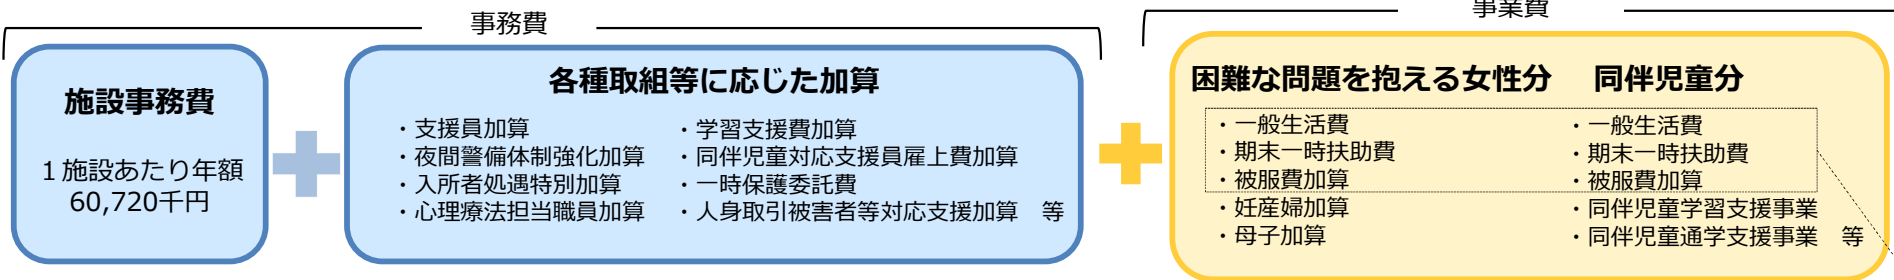 事務費
事業費
施設事務費
1施設あたり年額
60,720千円
各種取組等に応じた加算
・支援員加算
・夜間警備体制強化加算
・入所者処遇特別加算
・心理療法担当職員加算
・学習支援費加算
・同伴児童対応支援員雇上費加算
・一時保護委託費
・人身取引被害者等対応支援加算 等
困難な問題を抱える女性分 同伴児童分
・一般生活費
・期末一時扶助費
・被服費加算
・妊産婦加算
・母子加算
・一般生活費
・期末一時扶助費
・被服費加算
・同伴児童学習支援事業
・同伴児童通学支援事業 等